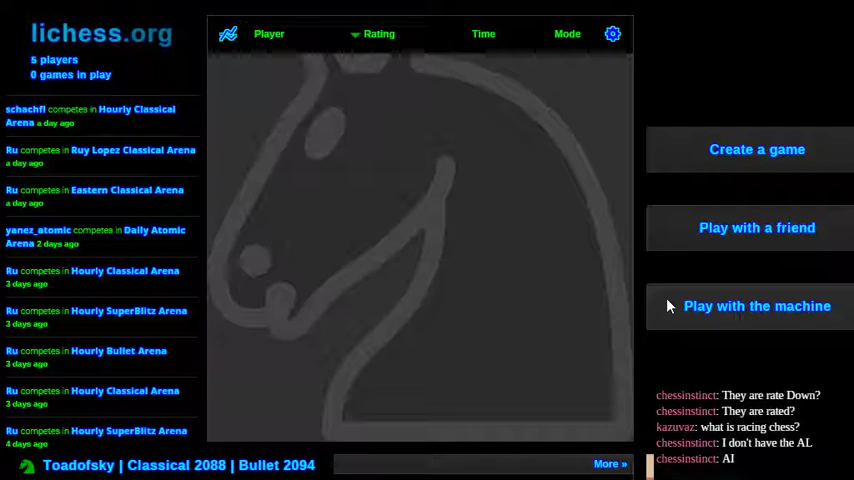 lichess.org
5 players
0 games in play
schachfl competes in Hourly Classical
Arena a day ago
Ru competes in Ruy Lopez Classical Arena
a day ago
Ru competes in Eastern Classical Arena
a day ago
yanez_atomic competes in Daily Atomic
Arena 2 days ago
Ru competes in Hourly Classical Arena
3 days ago
Ru competes in Hourly SuperBlitz Arena
3 days ago
Ru competes in Hourly Bullet Arena
3 days ago
Ru competes in Hourly Classical Arena
3 days ago
Ru competes in Hourly SuperBlitz Arena
4 days ago
Player Rating Time Mode
Create a game
Play with a friend
Play with the machine
chessinstinct: They are rate Down?
chessinstinct: They are rated?
kazuvaz: what is racing chess?
chessinstinct: I don't have the AL
chessinstinct: AI
Toadofsky | Classical 2088 | Bullet 2094
More »